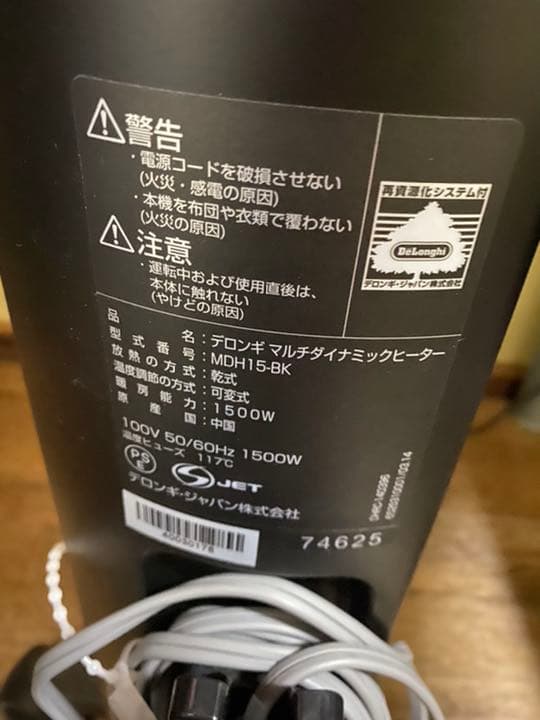 警告
・電源コードを破損させない
(火災・感電の原因)
・本機を布団や衣類で覆わない
(火災の原因)
注意
・運転中および使用直後は、
本体に触れない
(やけどの原因)
再資源化システム付
DeLonghi
デロンギ・ジャパン株式会社
品名：デロンギ マルチダイナミックヒーター
型式番号：MDH15-BK
放熱の方式：乾式
温度調節の方式：可変式
暖房能力：1500W
原産国：中国
100V 50/60Hz 1500W
温度ヒューズ 117℃
PSE
JET
デロンギ・ジャパン株式会社
40030178
74625